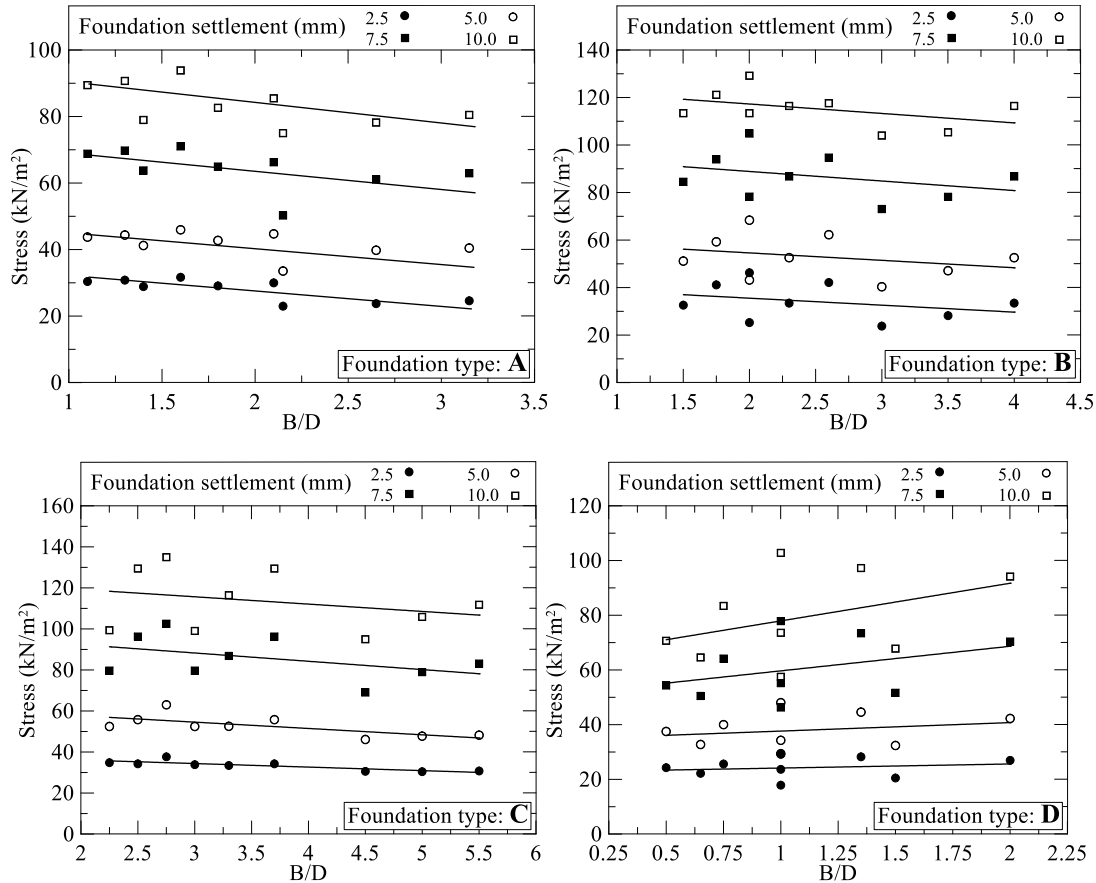 Foundation settlement (mm) 2.5 ● 5.0 ○
7.5 ■ 10.0 □
100
80
60
40
20
0
Stress (kN/m²)
1 1.5 2 2.5 3 3.5
B/D
Foundation type: A
Foundation settlement (mm) 2.5 ● 5.0 ○
7.5 ■ 10.0 □
140
120
100
80
60
40
20
0
Stress (kN/m²)
1 1.5 2 2.5 3 3.5 4 4.5
B/D
Foundation type: B
Foundation settlement (mm) 2.5 ● 5.0 ○
7.5 ■ 10.0 □
160
140
120
100
80
60
40
20
0
Stress (kN/m²)
2 2.5 3 3.5 4 4.5 5 5.5 6
B/D
Foundation type: C
Foundation settlement (mm) 2.5 ● 5.0 ○
7.5 ■ 10.0 □
120
100
80
60
40
20
0
Stress (kN/m²)
0.25 0.5 0.75 1 1.25 1.5 1.75 2 2.25
B/D
Foundation type: D